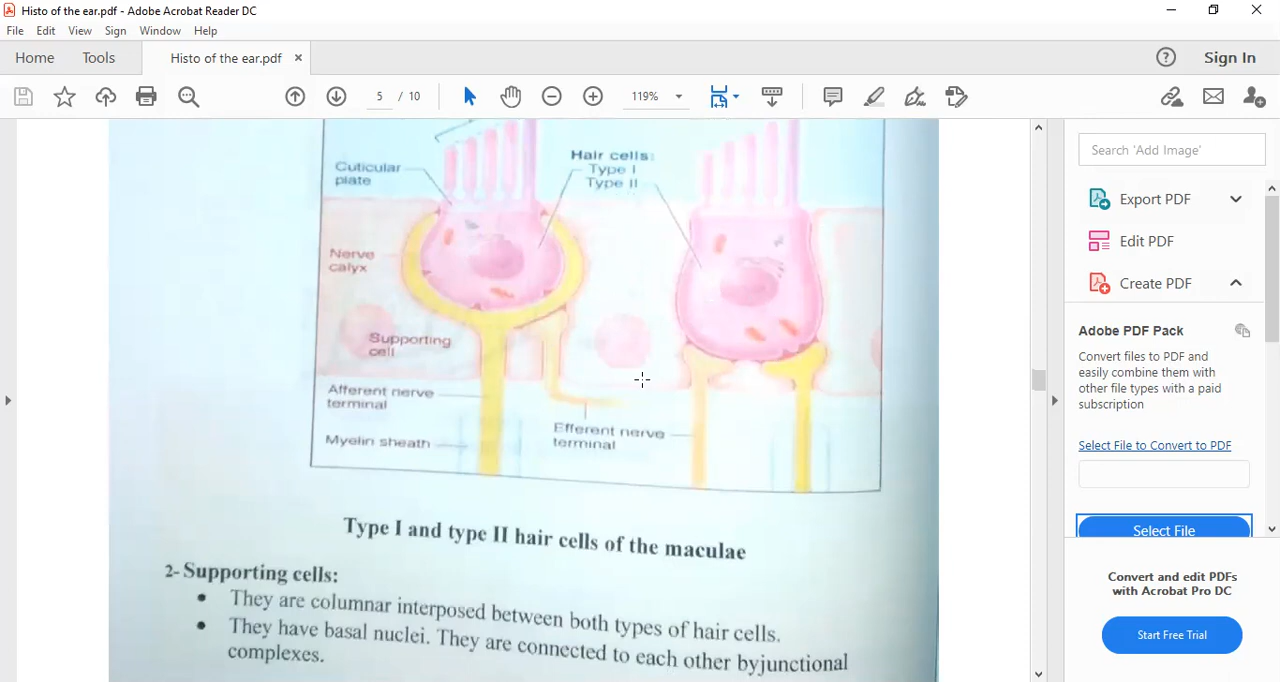 Histo of the ear.pdf - Adobe Acrobat Reader DC
File Edit View Sign Window Help
Home Tools Histo of the ear.pdf × ? Sign In
5 / 10 119%
Search 'Add Image'
Export PDF
Edit PDF
Create PDF
Adobe PDF Pack
Convert files to PDF and
easily combine them with
other file types with a paid
subscription
Select File to Convert to PDF
Select File
Convert and edit PDFs
with Acrobat Pro DC
Start Free Trial
Cuticular
plate
Hair cells:
Type I
Type II
Nerve
calyx
Supporting
cell
Afferent nerve
terminal
Myelin sheath
Efferent nerve
terminal
Type I and type II hair cells of the maculae
2- Supporting cells:
• They are columnar interposed between both types of hair cells.
• They have basal nuclei. They are connected to each other byjunctional
complexes.